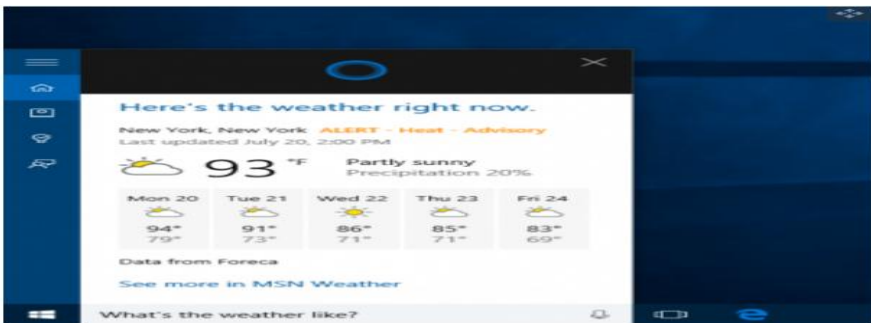 Here's the weather right now.
New York, New York ALERT - Heat - Advisory
Last updated July 20, 2:00 PM
93 °F Partly sunny
Precipitation 20%
Mon 20 Tue 21 Wed 22 Thu 23 Fri 24
94° 91° 86° 85° 83°
79° 73° 71° 71° 69°
Data from Foreca
See more in MSN Weather
What's the weather like?